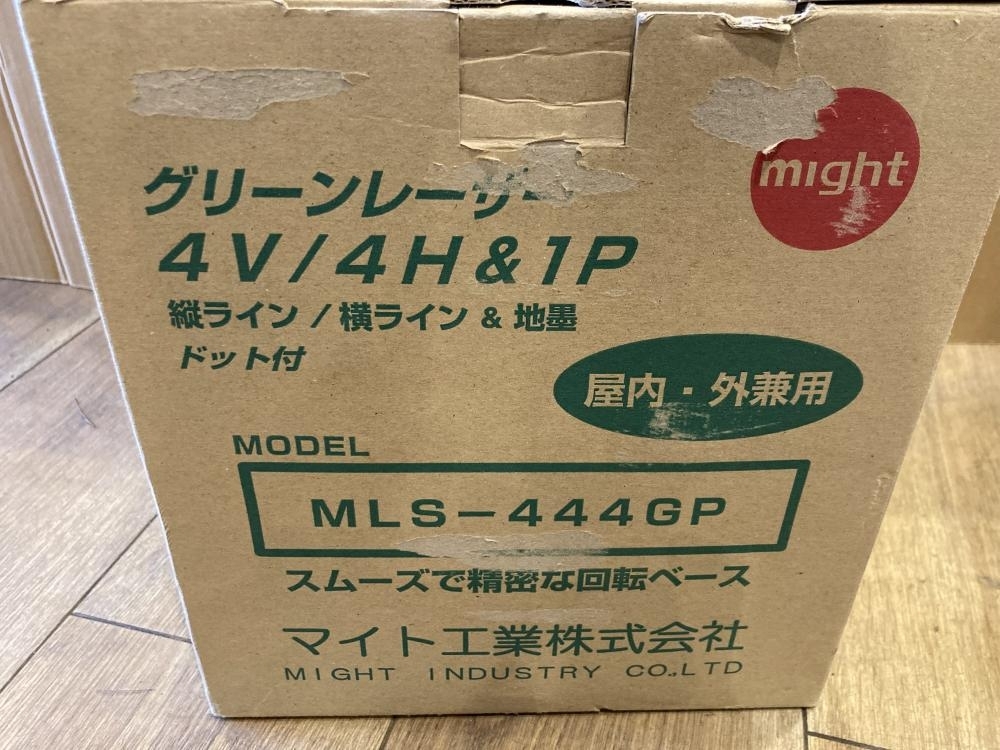 might
グリーンレーザー
4V/4H&1P
縦ライン/横ライン & 地墨
ドット付
屋内・外兼用
MODEL
MLS-444GP
スムーズで精密な回転ベース
マイト工業株式会社
MIGHT INDUSTRY CO.,LTD